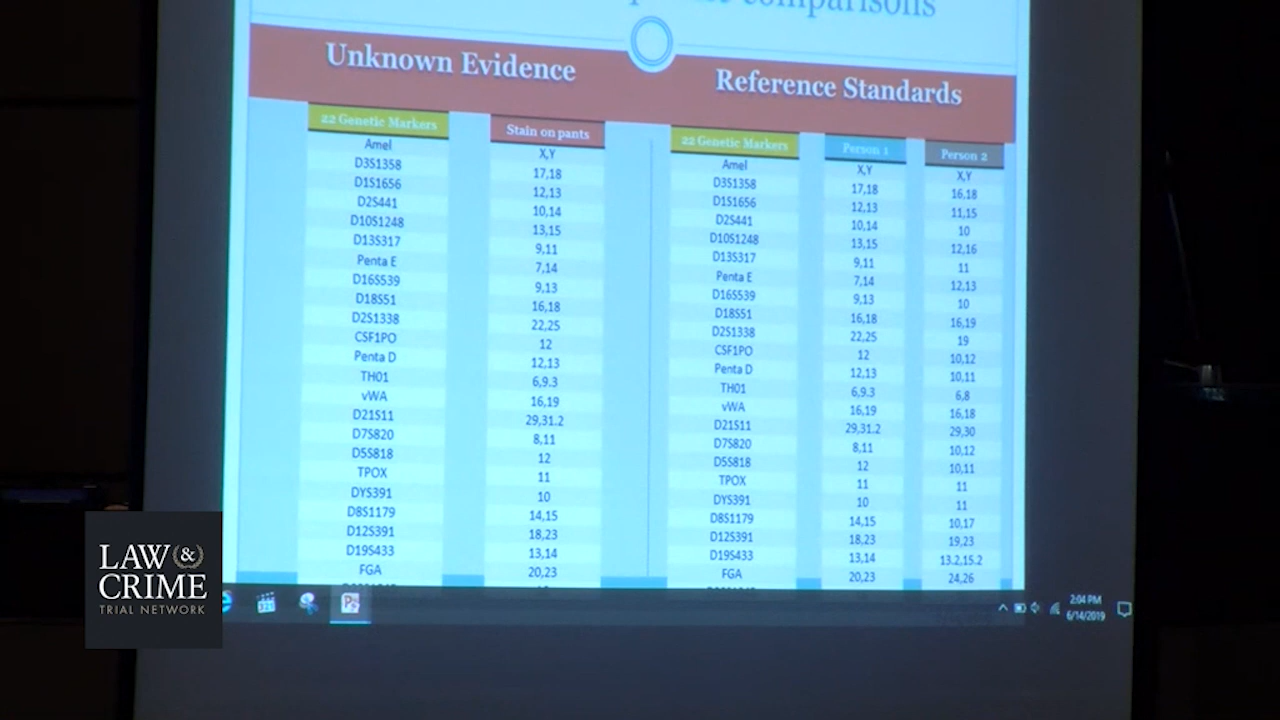 comparisons
Unknown Evidence Reference Standards
22 Genetic Markers Stain on pants 22 Genetic Markers Person 1 Person 2
Amel X,Y Amel X,Y X,Y
D3S1358 17,18 D3S1358 17,18 16,18
D1S1656 12,13 D1S1656 12,13 11,15
D2S441 10,14 D2S441 10,14 10
D10S1248 13,15 D10S1248 13,15 12,16
D13S317 9,11 D13S317 9,11 11
Penta E 7,14 Penta E 7,14 12,13
D16S539 9,13 D16S539 9,13 10
D18S51 16,18 D18S51 16,18 16,19
D2S1338 22,25 D2S1338 22,25 19
CSF1PO 12 CSF1PO 12 10,12
Penta D 12,13 Penta D 12,13 10,11
TH01 6,9.3 TH01 6,9.3 6,8
vWA 16,19 vWA 16,19 16,18
D21S11 29,31.2 D21S11 29,31.2 29,30
D7S820 8,11 D7S820 8,11 10,12
D5S818 12 D5S818 12 10,11
TPOX 11 TPOX 11 11
DYS391 10 DYS391 10 11
D8S1179 14,15 D8S1179 14,15 10,17
D12S391 18,23 D12S391 18,23 19,23
D19S433 13,14 D19S433 13,14 13.2,15.2
FGA 20,23 FGA 20,23 24,26
2:04 PM
6/14/2019
LAW &
CRIME
TRIAL NETWORK